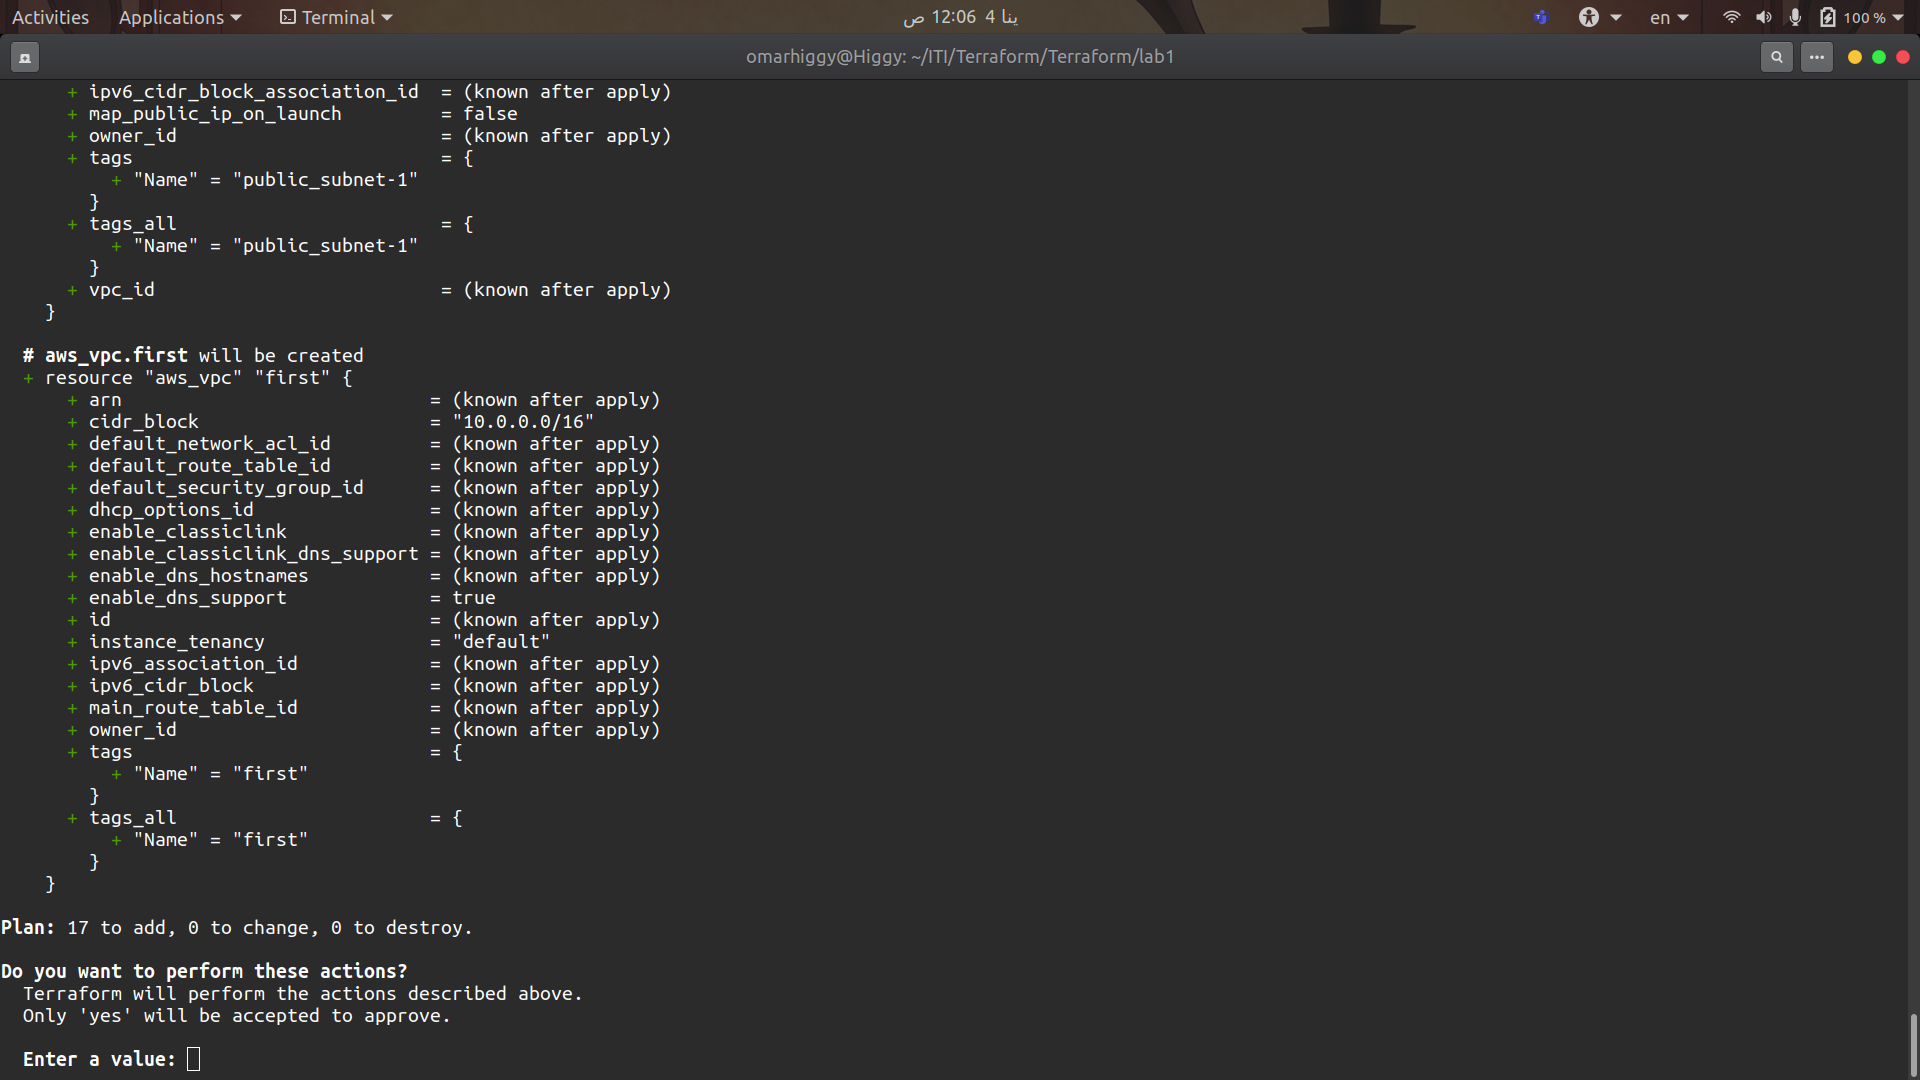 Activities Applications Terminal ينا 4 12:06 ص en 100 %
omarhiggy@Higgy: ~/ITI/Terraform/Terraform/lab1
+ ipv6_cidr_block_association_id = (known after apply)
+ map_public_ip_on_launch = false
+ owner_id = (known after apply)
+ tags = {
+ "Name" = "public_subnet-1"
}
+ tags_all = {
+ "Name" = "public_subnet-1"
}
+ vpc_id = (known after apply)
}
# aws_vpc.first will be created
+ resource "aws_vpc" "first" {
+ arn = (known after apply)
+ cidr_block = "10.0.0.0/16"
+ default_network_acl_id = (known after apply)
+ default_route_table_id = (known after apply)
+ default_security_group_id = (known after apply)
+ dhcp_options_id = (known after apply)
+ enable_classiclink = (known after apply)
+ enable_classiclink_dns_support = (known after apply)
+ enable_dns_hostnames = (known after apply)
+ enable_dns_support = true
+ id = (known after apply)
+ instance_tenancy = "default"
+ ipv6_association_id = (known after apply)
+ ipv6_cidr_block = (known after apply)
+ main_route_table_id = (known after apply)
+ owner_id = (known after apply)
+ tags = {
+ "Name" = "first"
}
+ tags_all = {
+ "Name" = "first"
}
}
Plan: 17 to add, 0 to change, 0 to destroy.
Do you want to perform these actions?
Terraform will perform the actions described above.
Only 'yes' will be accepted to approve.
Enter a value: